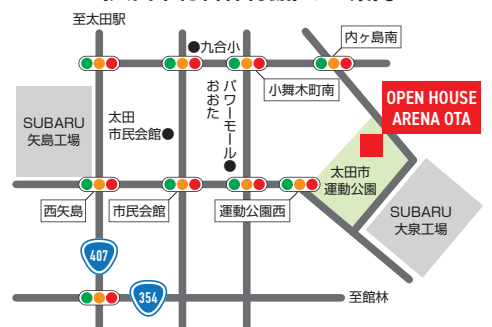 至太田駅
九合小
内ヶ島南
小舞木町南
OPEN HOUSE
ARENA OTA
SUBARU
矢島工場
太田
市民会館
パワーモール
おおた
太田市
運動公園
西矢島
市民会館
運動公園西
SUBARU
大泉工場
407
354
至館林